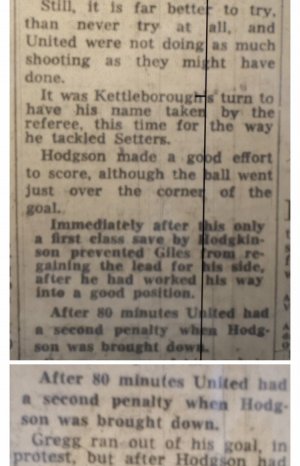 Still, it is far better to try,
than never try at all, and
United were not doing as much
shooting as they might have
done.
It was Kettleborough's turn to
have his name taken by the
referee, this time for the way
he tackled Setters.
Hodgson made a good effort
to score, although the ball went
just over the corner of the
goal.
Immediately after this only
a first class save by Hodgkin-
son prevented Giles from re-
gaining the lead for his side,
after he had worked his way
into a good position.
After 80 minutes United had
a second penalty when Hodg-
son was brought down.
After 80 minutes United had
a second penalty when Hodg-
son was brought down.
Gregg ran out of his goal, in
protest, but after Hodgson had